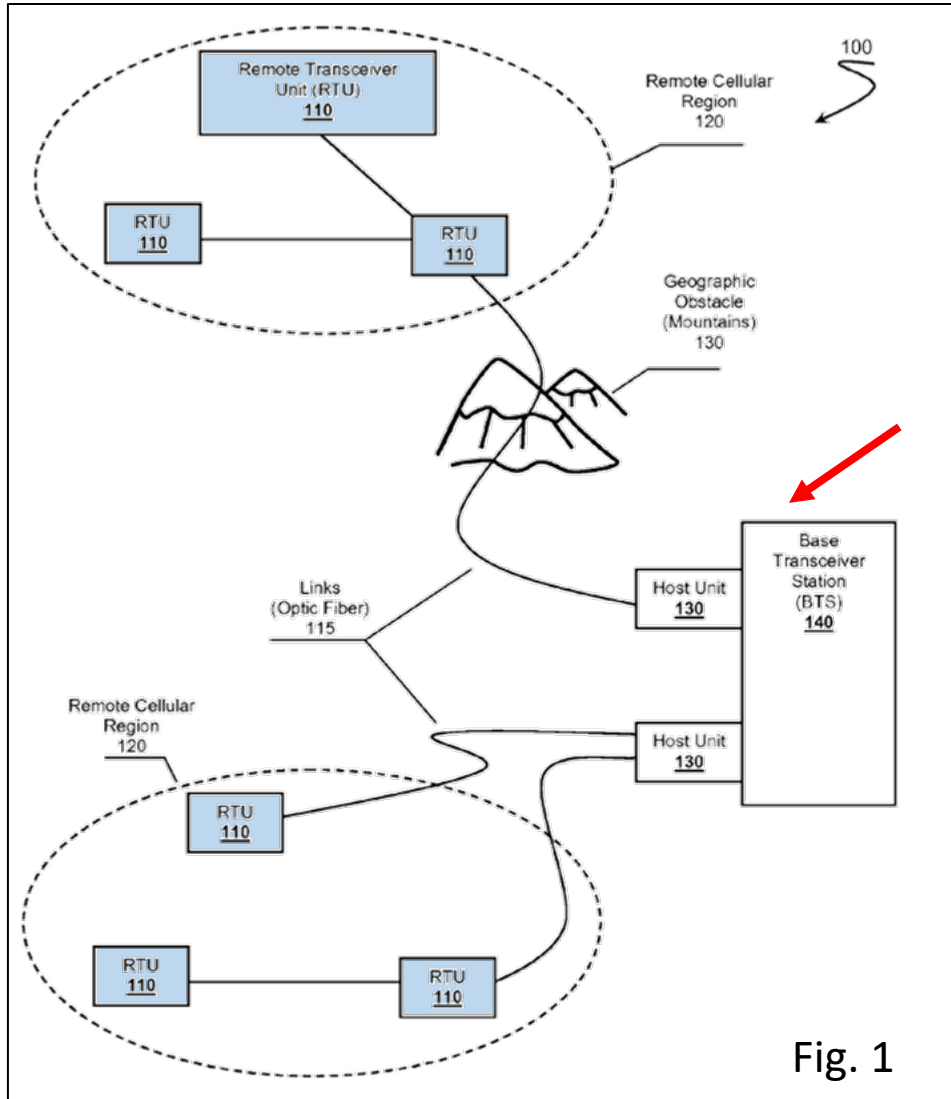 100
Remote Transceiver
Unit (RTU)
110
Remote Cellular
Region
120
RTU
110
RTU
110
Geographic
Obstacle
(Mountains)
130
Base
Transceiver
Station
(BTS)
140
Host Unit
130
Links
(Optic Fiber)
115
Remote Cellular
Region
120
Host Unit
130
RTU
110
RTU
110
RTU
110
Fig. 1